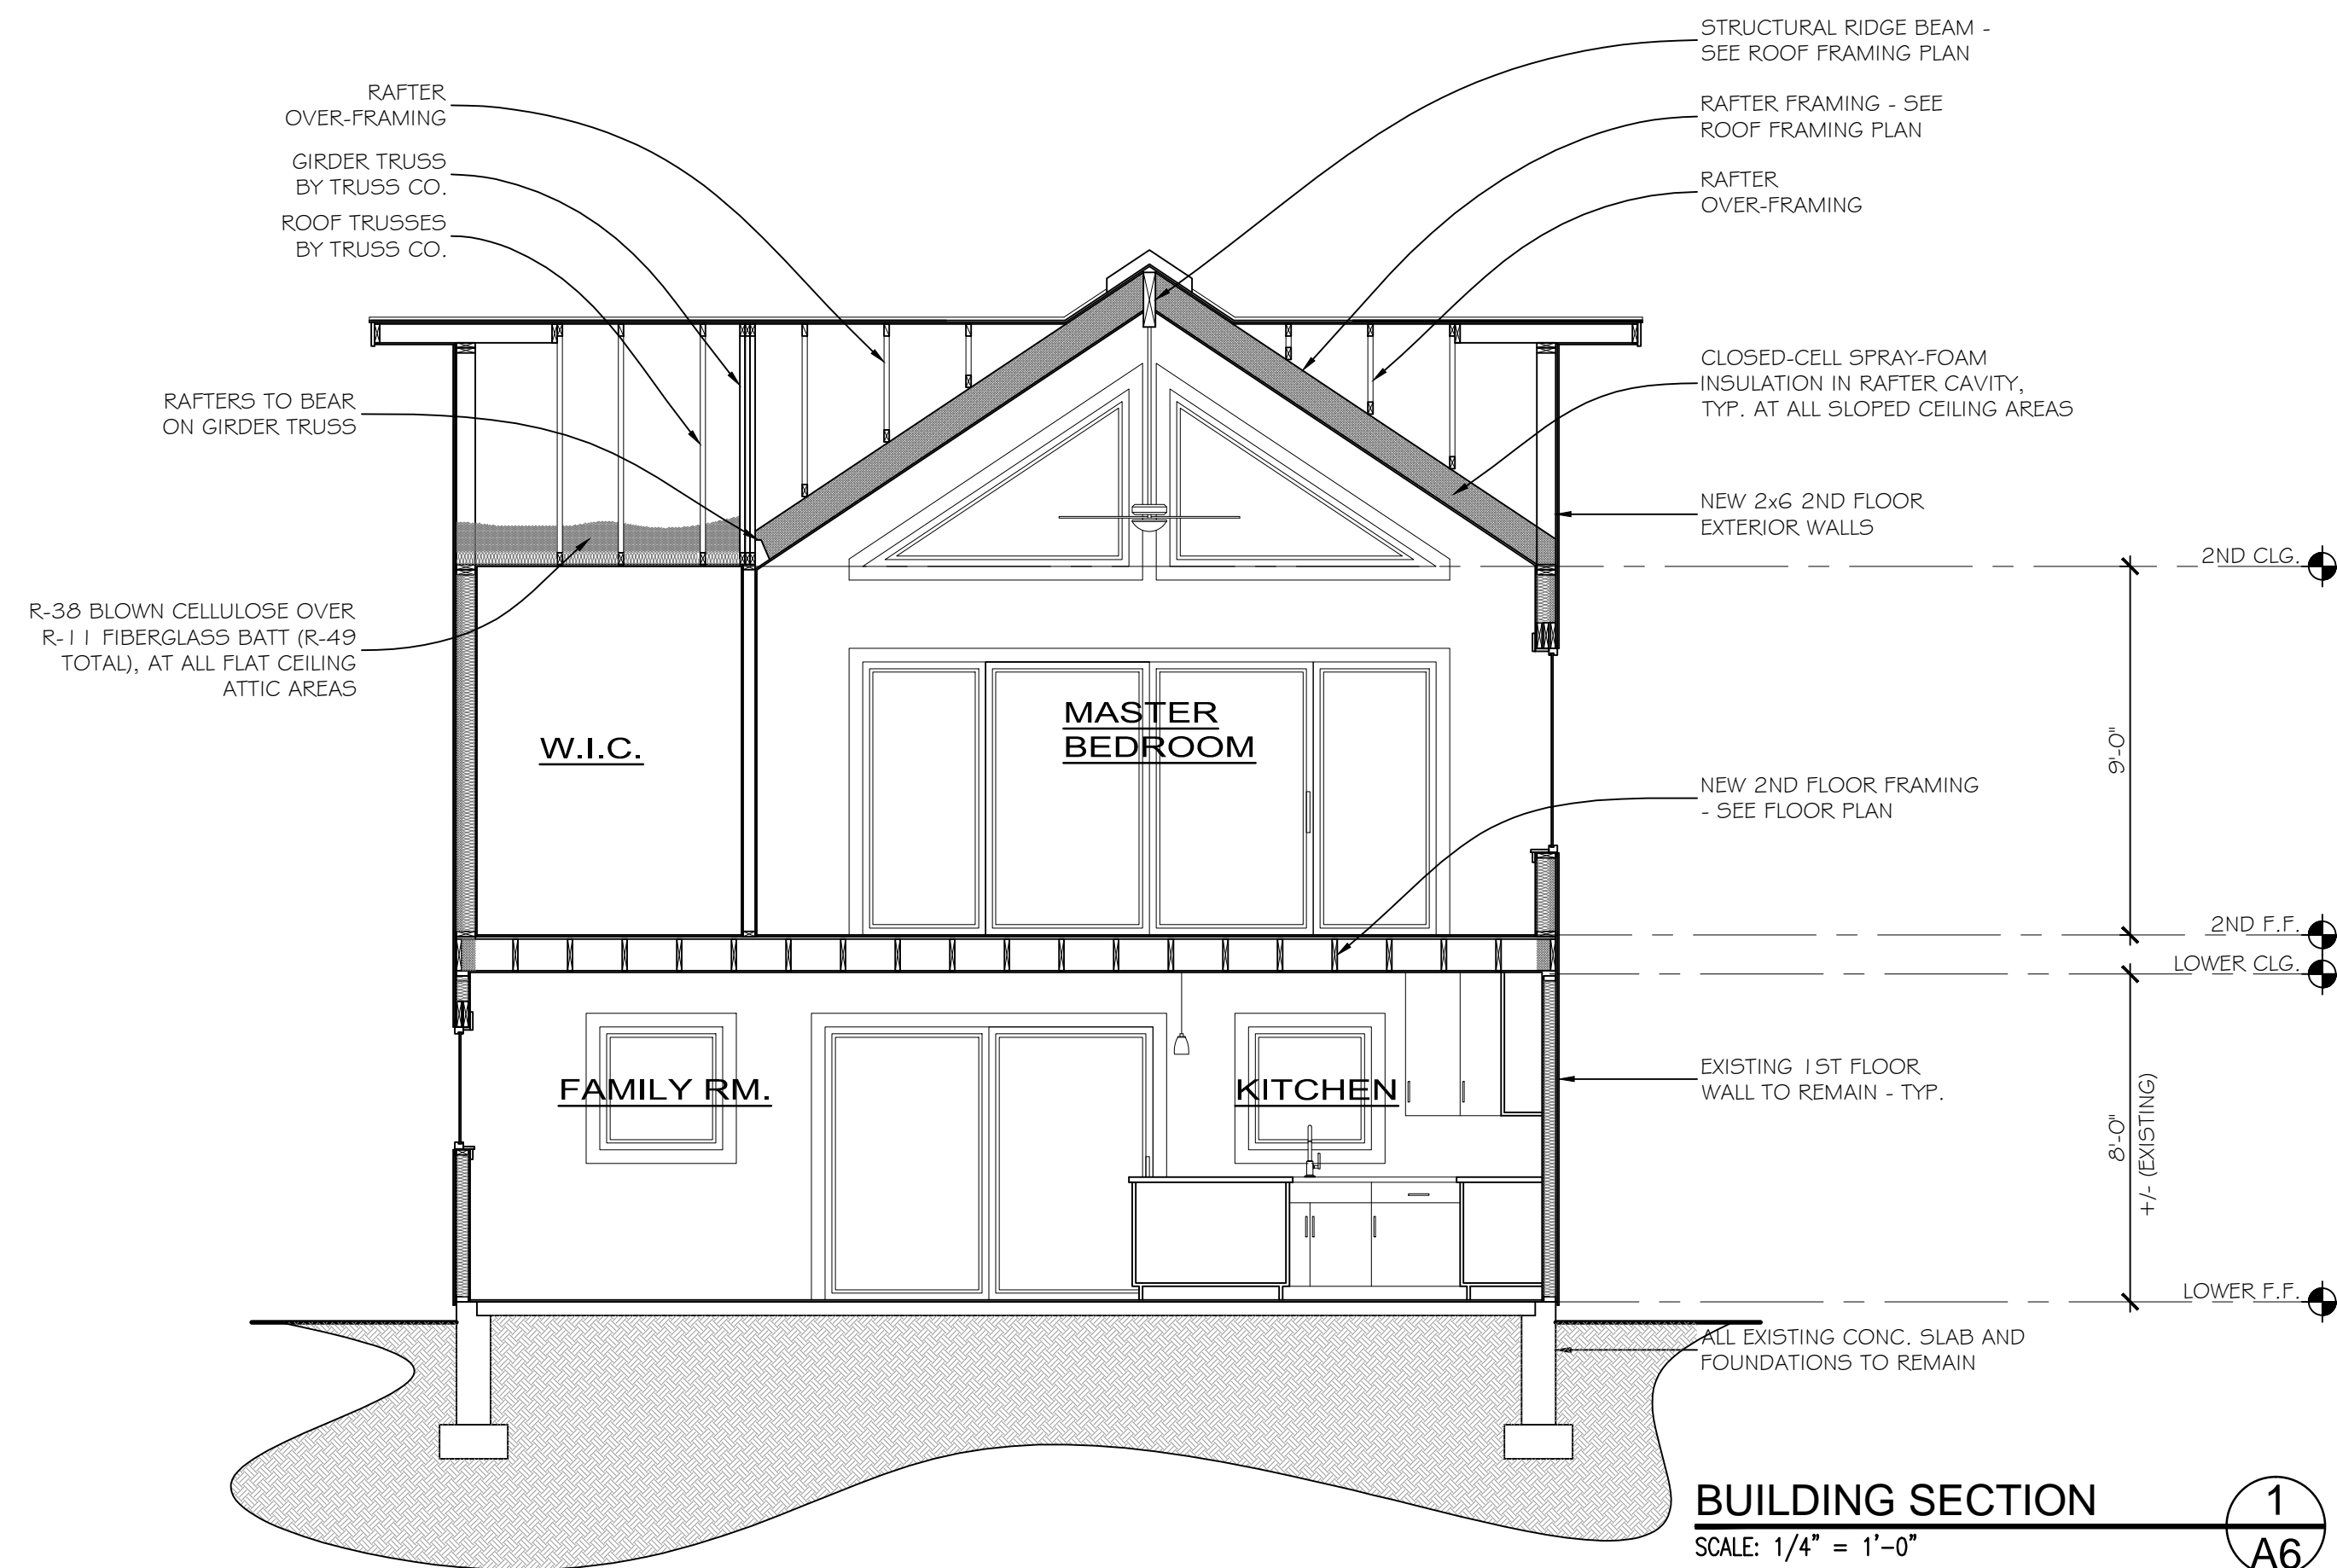 STRUCTURAL RIDGE BEAM -
SEE ROOF FRAMING PLAN
RAFTER
OVER-FRAMING
RAFTER FRAMING - SEE
ROOF FRAMING PLAN
GIRDER TRUSS
BY TRUSS CO.
RAFTER
OVER-FRAMING
ROOF TRUSSES
BY TRUSS CO.
CLOSED-CELL SPRAY-FOAM
INSULATION IN RAFTER CAVITY,
TYP. AT ALL SLOPED CEILING AREAS
RAFTERS TO BEAR
ON GIRDER TRUSS
NEW 2x6 2ND FLOOR
EXTERIOR WALLS
2ND CLG.
R-38 BLOWN CELLULOSE OVER
R-11 FIBERGLASS BATT (R-49
TOTAL), AT ALL FLAT CEILING
ATTIC AREAS
W.I.C.
MASTER
BEDROOM
9'-0"
NEW 2ND FLOOR FRAMING
- SEE FLOOR PLAN
2ND F.F.
LOWER CLG.
FAMILY RM.
KITCHEN
EXISTING 1ST FLOOR
WALL TO REMAIN - TYP.
8'-0"
+/- (EXISTING)
LOWER F.F.
ALL EXISTING CONC. SLAB AND
FOUNDATIONS TO REMAIN
BUILDING SECTION
SCALE: 1/4" = 1'-0"
1
A6